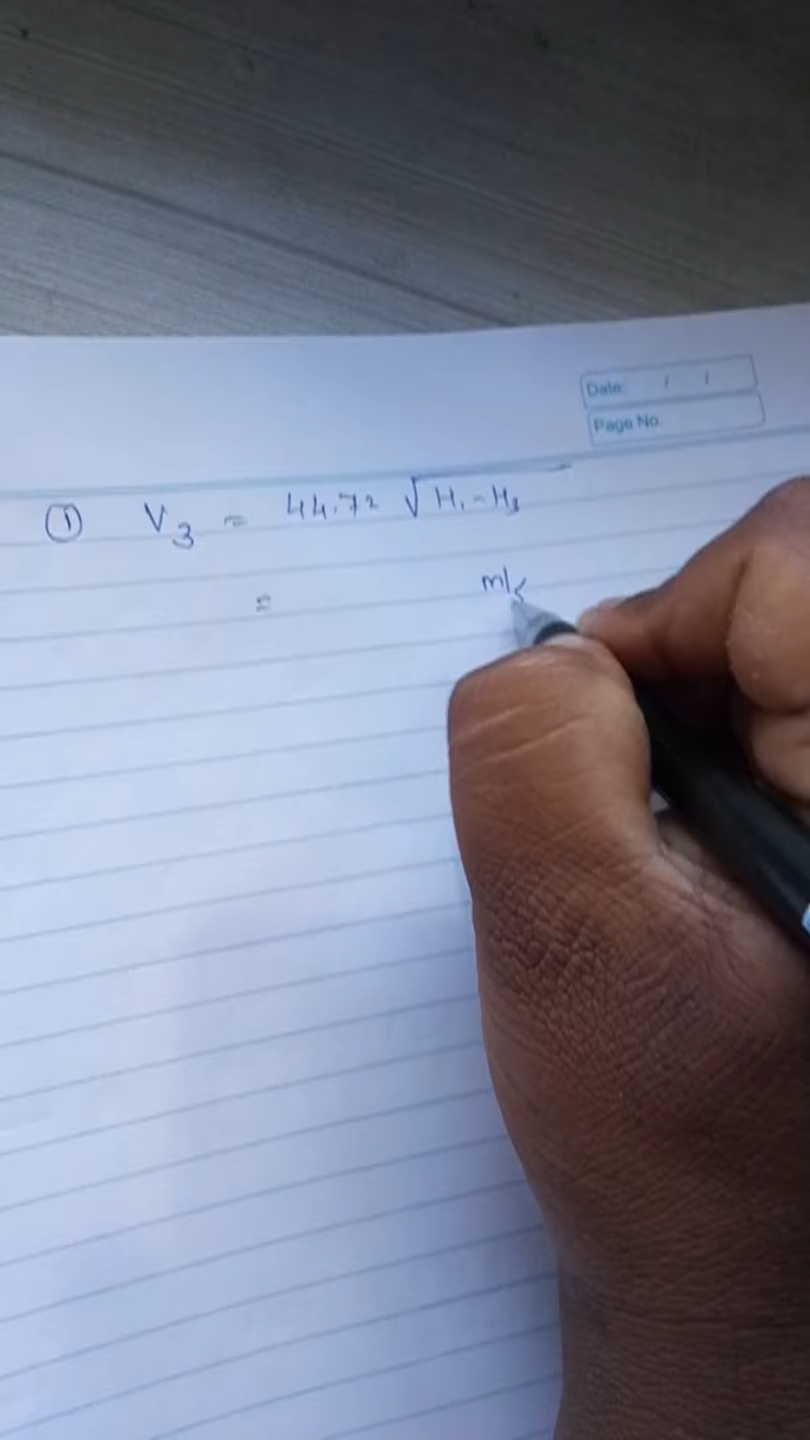 Date: / /
Page No.
① V₃ = 44.72 √H₁-H₃
= m/s